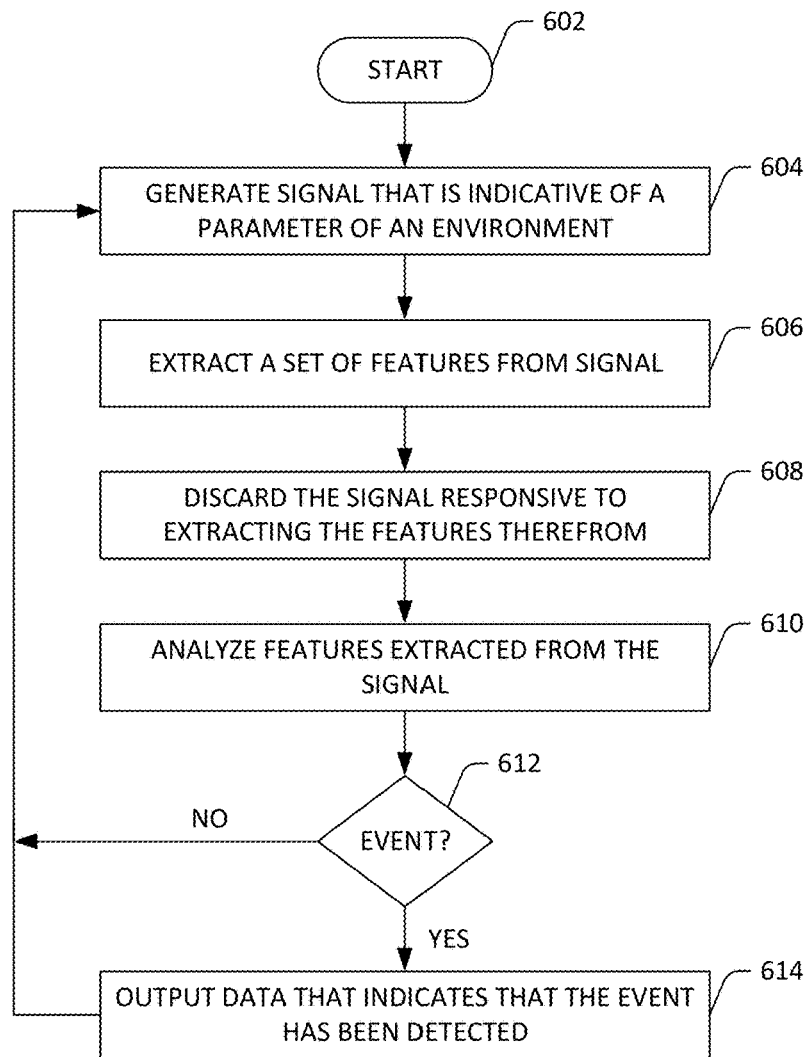 602
START
604
GENERATE SIGNAL THAT IS INDICATIVE OF A
PARAMETER OF AN ENVIRONMENT
606
EXTRACT A SET OF FEATURES FROM SIGNAL
608
DISCARD THE SIGNAL RESPONSIVE TO
EXTRACTING THE FEATURES THEREFROM
610
ANALYZE FEATURES EXTRACTED FROM THE
SIGNAL
612
NO
EVENT?
YES
614
OUTPUT DATA THAT INDICATES THAT THE EVENT
HAS BEEN DETECTED